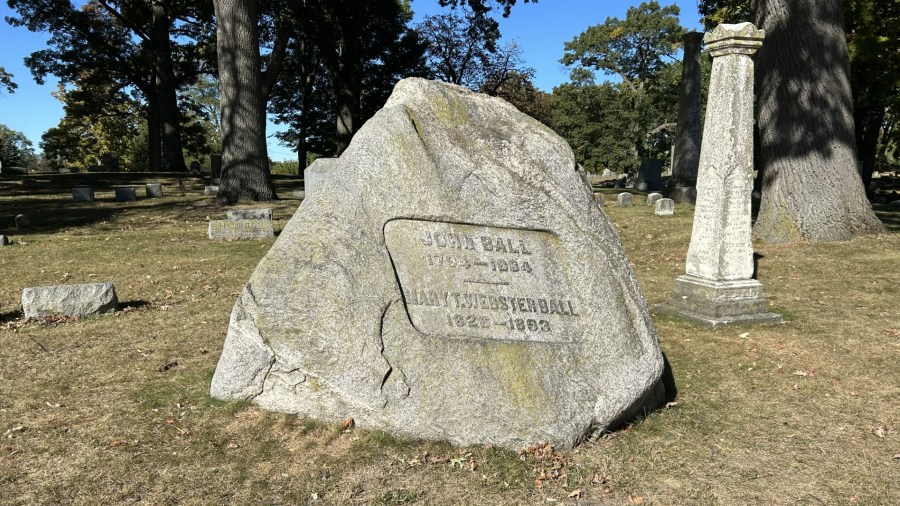 JOHN BALL
1794–1884
MARY T. WEBSTER BALL
1823–1893